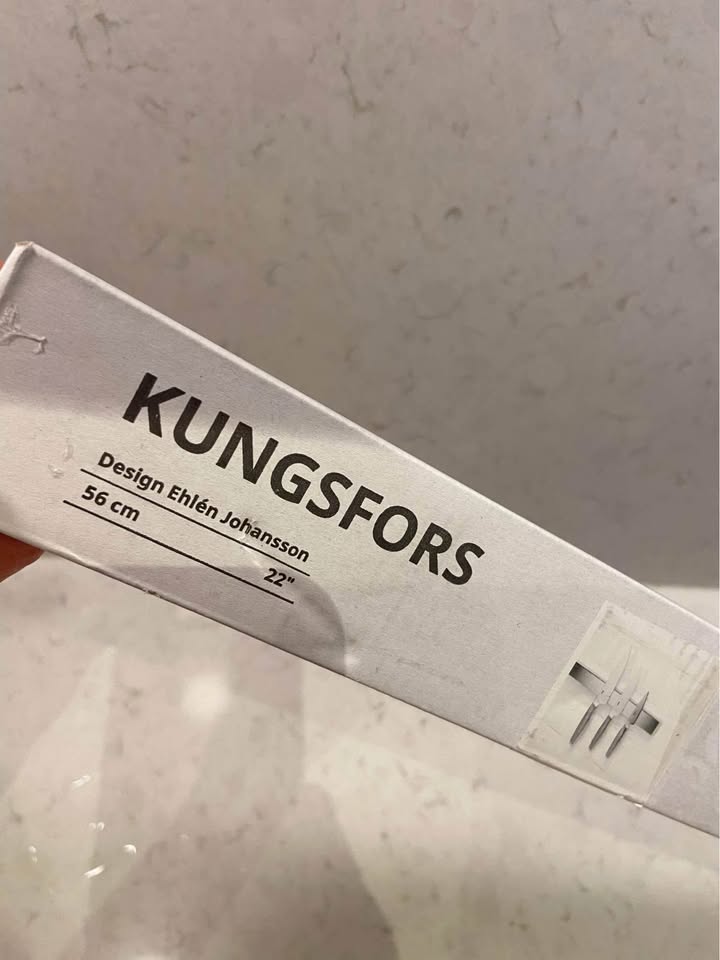 KUNGSFORS
Design Ehlén Johansson
56 cm
22"